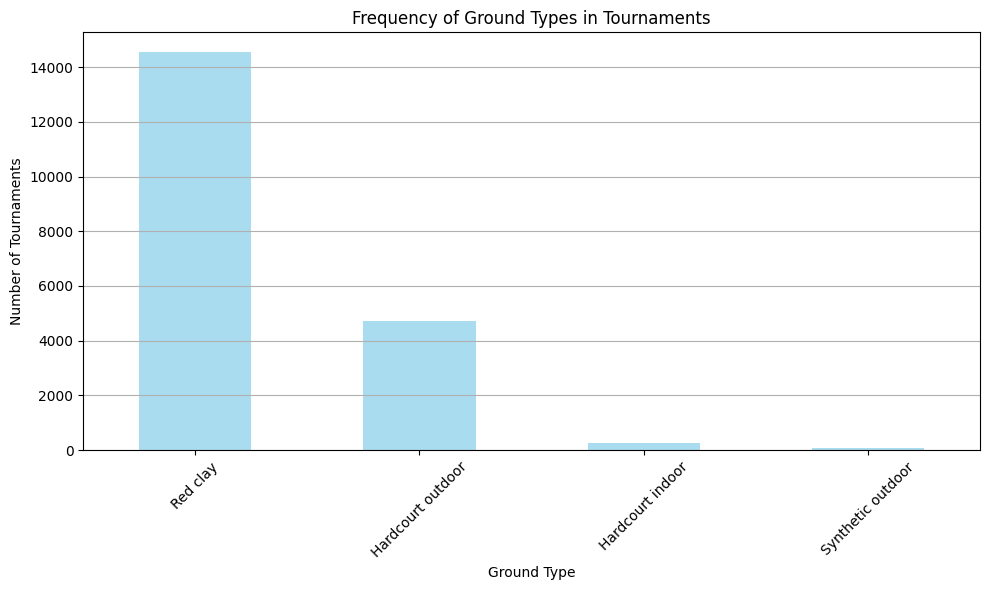 Frequency of Ground Types in Tournaments
Number of Tournaments
14000
12000
10000
8000
6000
4000
2000
0
Red clay
Hardcourt outdoor
Hardcourt indoor
Synthetic outdoor
Ground Type